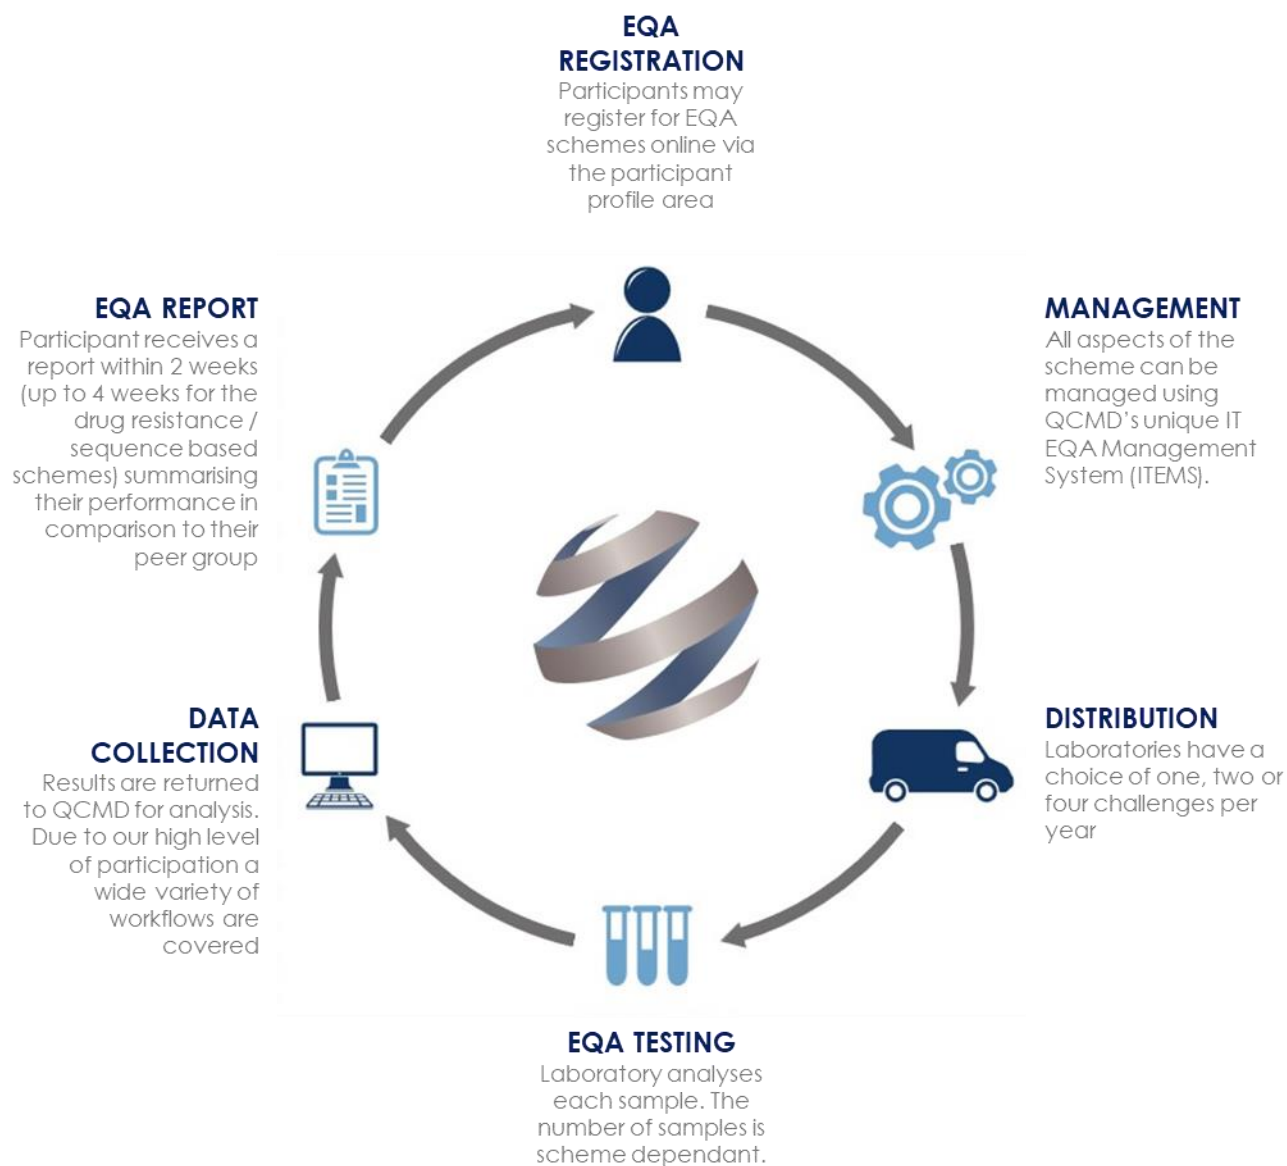 EQA
REGISTRATION
Participants may
register for EQA
schemes online via
the participant
profile area
MANAGEMENT
All aspects of the
scheme can be
managed using
QCMD's unique IT
EQA Management
System (ITEMS).
DISTRIBUTION
Laboratories have a
choice of one, two or
four challenges per
year
EQA TESTING
Laboratory analyses
each sample. The
number of samples is
scheme dependant.
DATA
COLLECTION
Results are returned
to QCMD for analysis.
Due to our high level
of participation a
wide variety of
workflows are
covered
EQA REPORT
Participant receives a
report within 2 weeks
(up to 4 weeks for the
drug resistance /
sequence based
schemes) summarising
their performance in
comparison to their
peer group